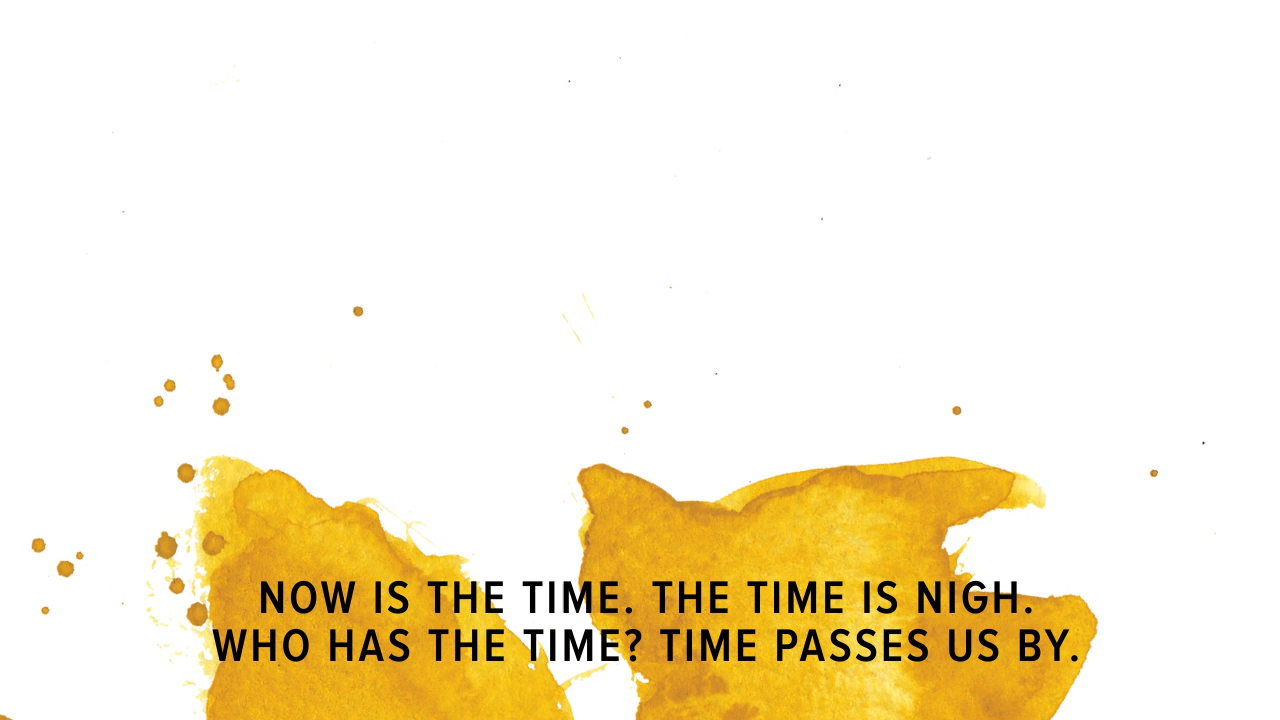 NOW IS THE TIME. THE TIME IS NIGH.
WHO HAS THE TIME? TIME PASSES US BY.